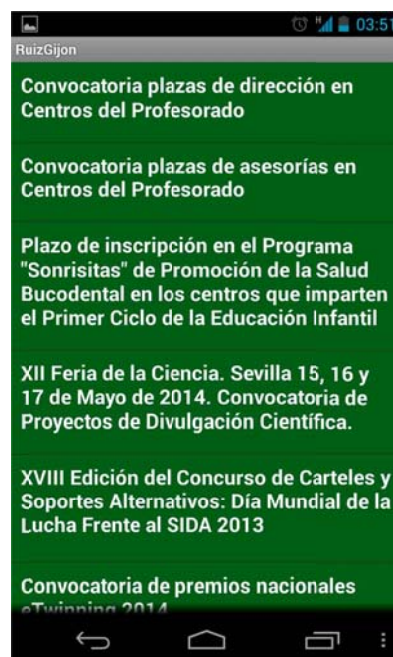 H 03:51
RuizGijon
Convocatoria plazas de dirección en
Centros del Profesorado
Convocatoria plazas de asesorías en
Centros del Profesorado
Plazo de inscripción en el Programa
"Sonrisitas" de Promoción de la Salud
Bucodental en los centros que imparten
el Primer Ciclo de la Educación Infantil
XII Feria de la Ciencia. Sevilla 15, 16 y
17 de Mayo de 2014. Convocatoria de
Proyectos de Divulgación Científica.
XVIII Edición del Concurso de Carteles y
Soportes Alternativos: Día Mundial de la
Lucha Frente al SIDA 2013
Convocatoria de premios nacionales
eTwinning 2014